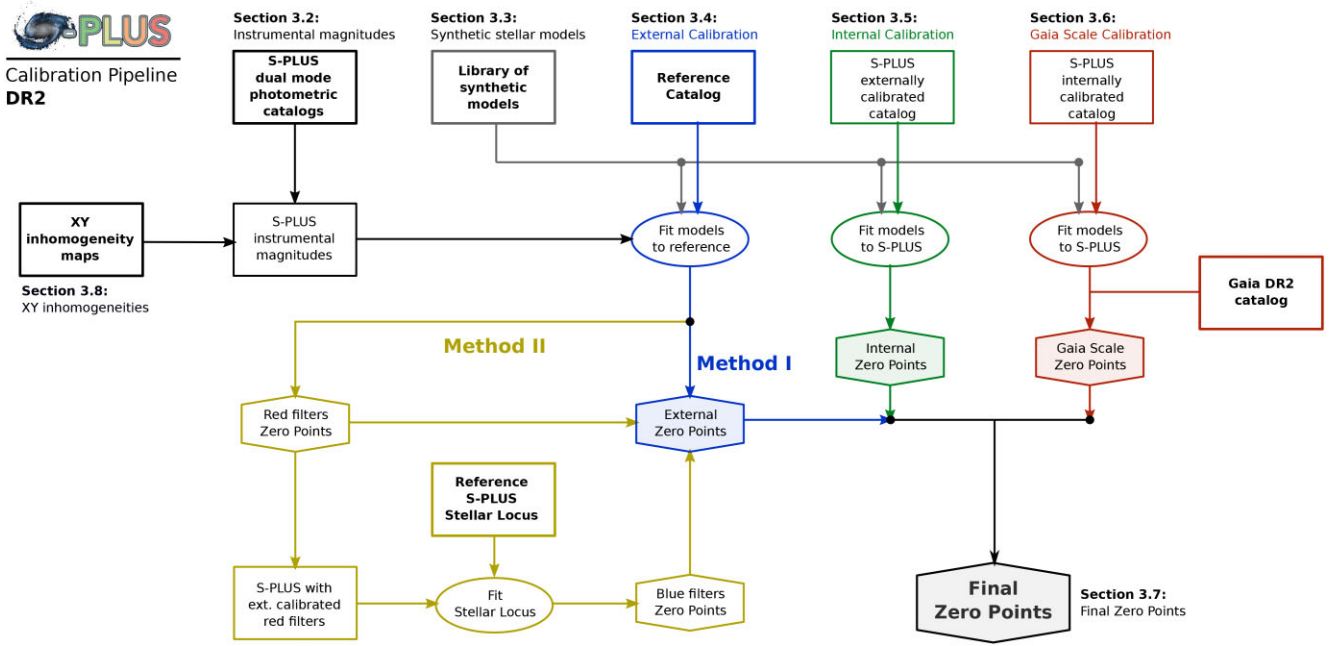 S-PLUS
Calibration Pipeline
DR2
Section 3.2:
Instrumental magnitudes
S-PLUS
dual mode
photometric
catalogs
Section 3.3:
Synthetic stellar models
Library of
synthetic
models
Section 3.4:
External Calibration
Reference
Catalog
Section 3.5:
Internal Calibration
S-PLUS
externally
calibrated
catalog
Section 3.6:
Gaia Scale Calibration
S-PLUS
internally
calibrated
catalog
XY
inhomogeneity
maps
Section 3.8:
XY inhomogeneities
S-PLUS
instrumental
magnitudes
Fit models
to reference
Fit models
to S-PLUS
Fit models
to S-PLUS
Gaia DR2
catalog
Method II
Method I
Internal
Zero Points
Gaia Scale
Zero Points
Red filters
Zero Points
External
Zero Points
Reference
S-PLUS
Stellar Locus
S-PLUS with
ext. calibrated
red filters
Fit
Stellar Locus
Blue filters
Zero Points
Final
Zero Points
Section 3.7:
Final Zero Points